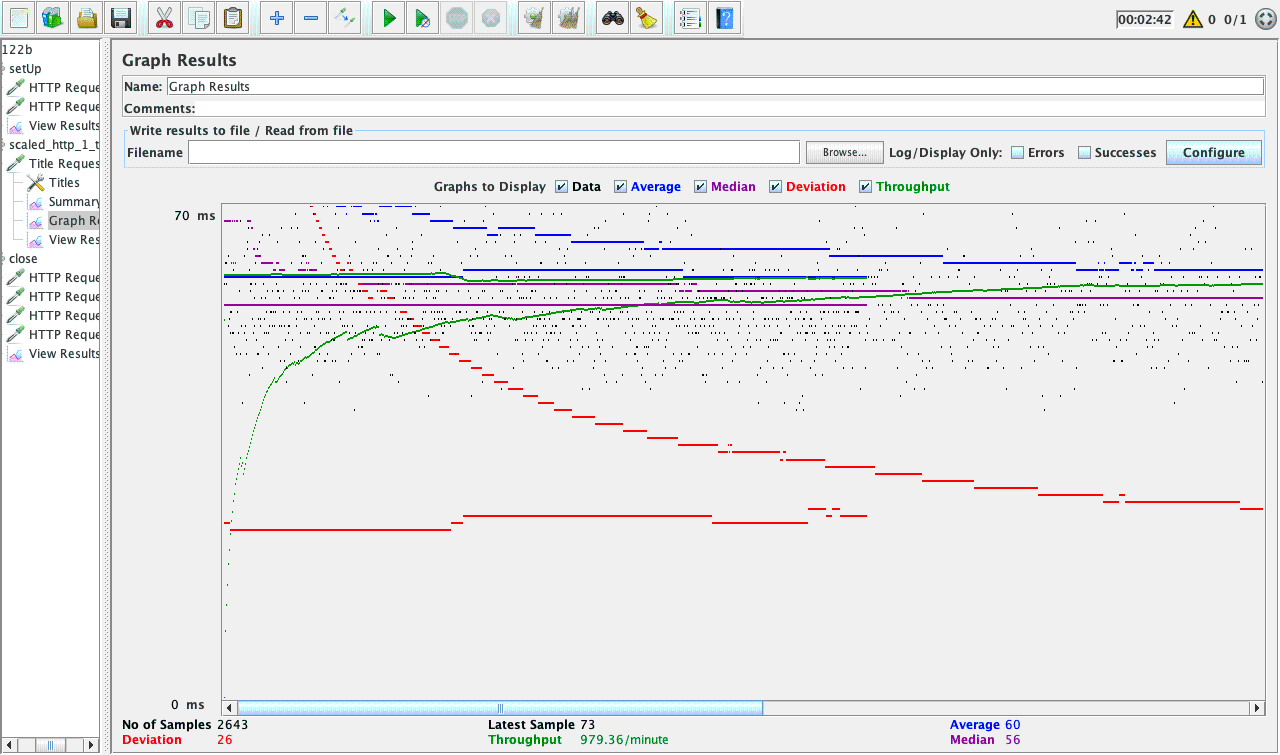 00:02:42 0 0/1
122b
setUp
HTTP Reque
HTTP Reque
View Results
scaled_http_1_t
Title Reques
Titles
Summary
Graph Re
View Res
close
HTTP Reque
HTTP Reque
HTTP Reque
HTTP Reque
View Results
Graph Results
Name: Graph Results
Comments:
Write results to file / Read from file
Filename Browse... Log/Display Only: Errors Successes Configure
Graphs to Display Data Average Median Deviation Throughput
70 ms
0 ms
No of Samples 2643 Latest Sample 73 Average 60
Deviation 26 Throughput 979.36/minute Median 56